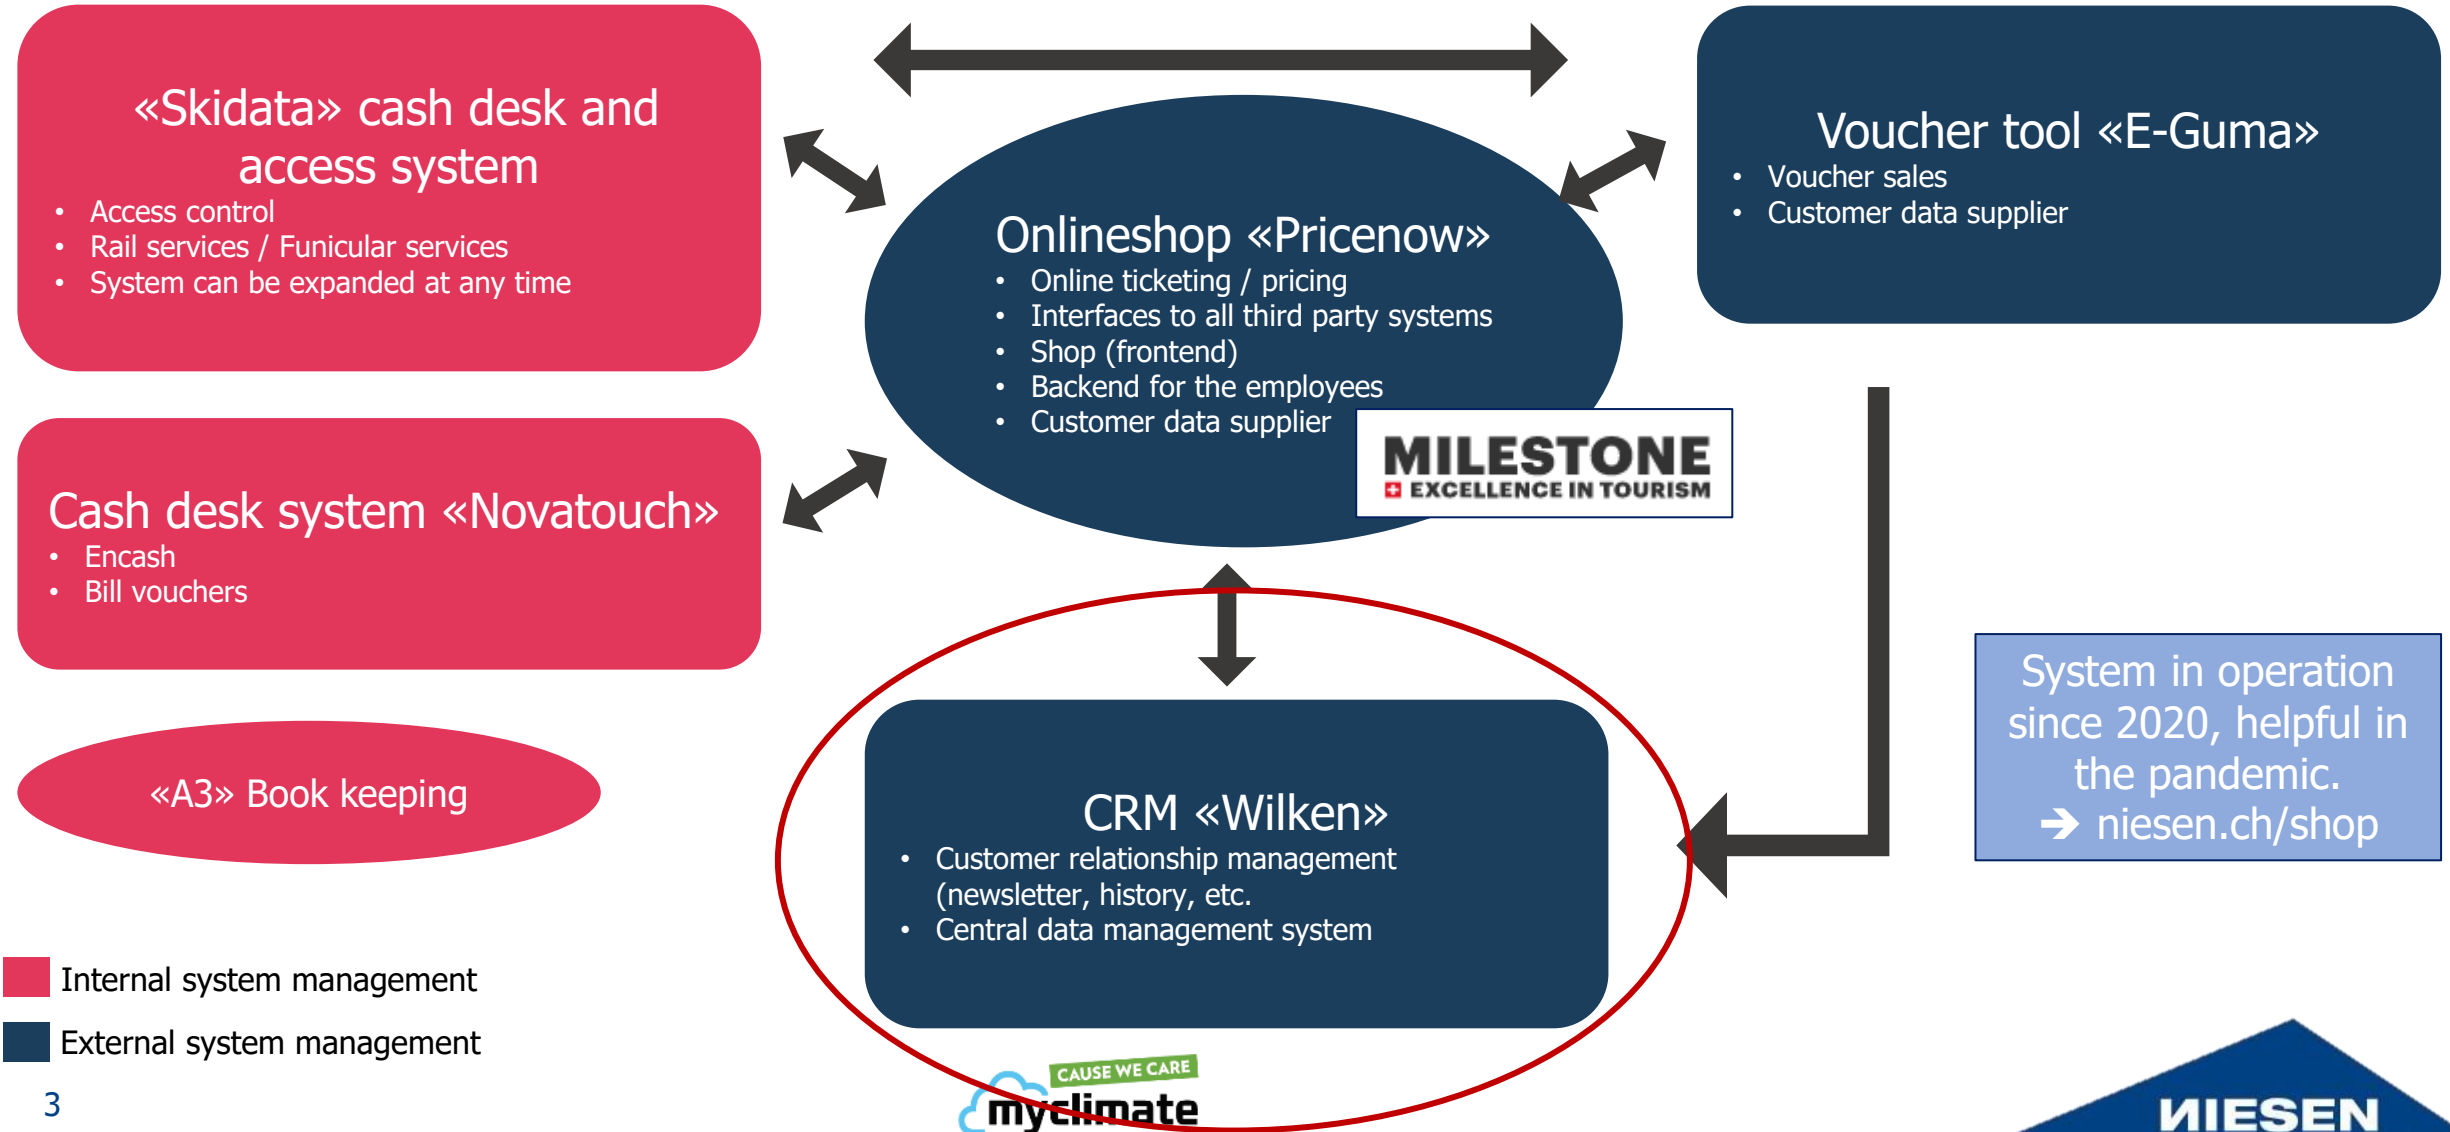 «Skidata» cash desk and
access system
• Access control
• Rail services / Funicular services
• System can be expanded at any time
Voucher tool «E-Guma»
• Voucher sales
• Customer data supplier
Onlineshop «Pricenow»
• Online ticketing / pricing
• Interfaces to all third party systems
• Shop (frontend)
• Backend for the employees
• Customer data supplier
MILESTONE
EXCELLENCE IN TOURISM
Cash desk system «Novatouch»
• Encash
• Bill vouchers
System in operation
since 2020, helpful in
the pandemic.
➔ niesen.ch/shop
«A3» Book keeping
CRM «Wilken»
• Customer relationship management
(newsletter, history, etc.
• Central data management system
Internal system management
External system management
3
CAUSE WE CARE
myclimate
NIESEN